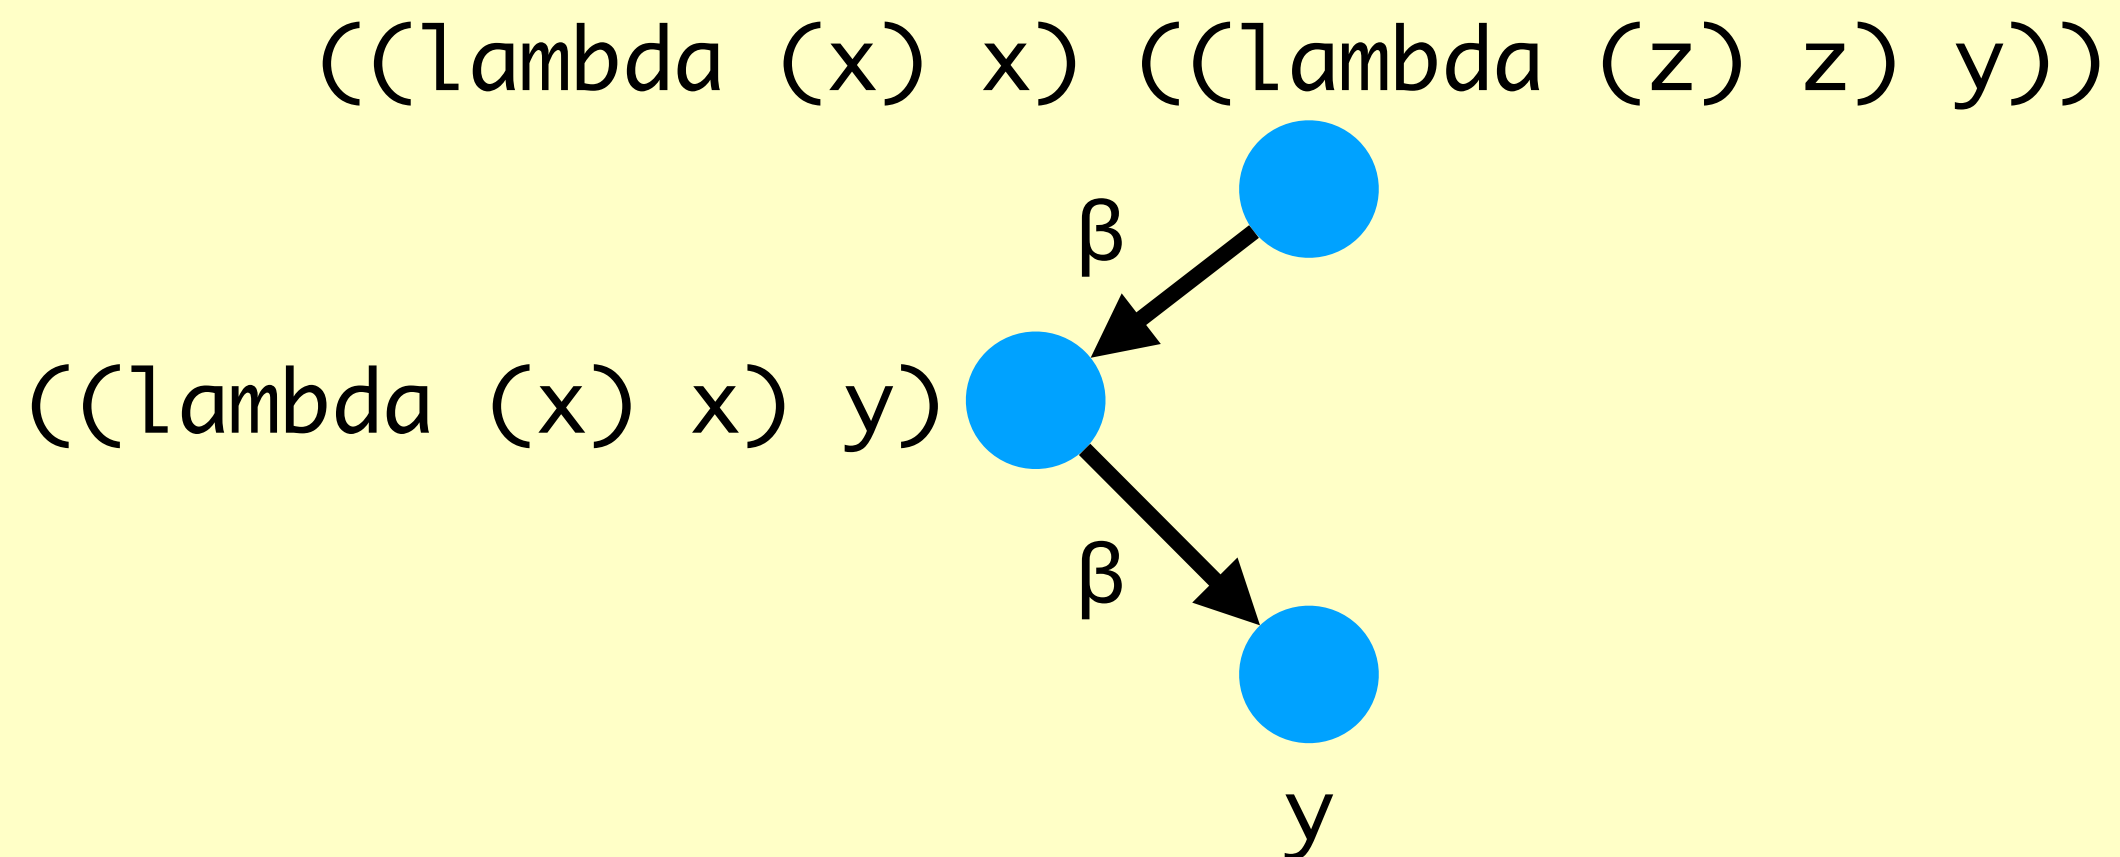 ((lambda (x) x) ((lambda (z) z) y))
β
((lambda (x) x) y)
β
y